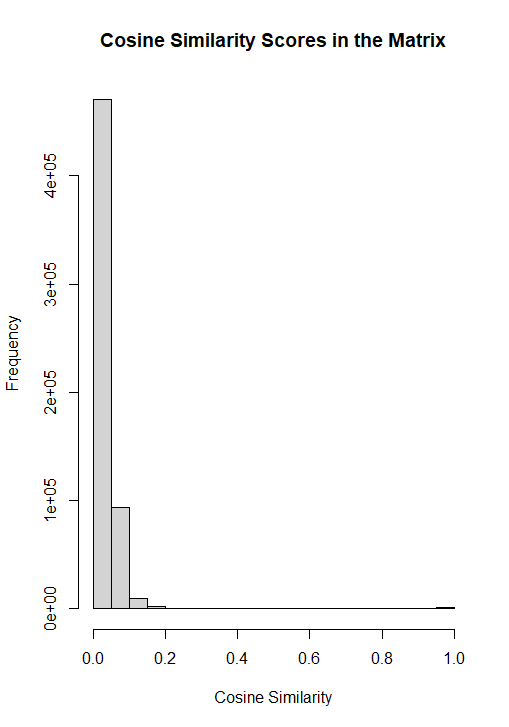 Cosine Similarity Scores in the Matrix
Frequency
4e+05
3e+05
2e+05
1e+05
0e+00
0.0 0.2 0.4 0.6 0.8 1.0
Cosine Similarity